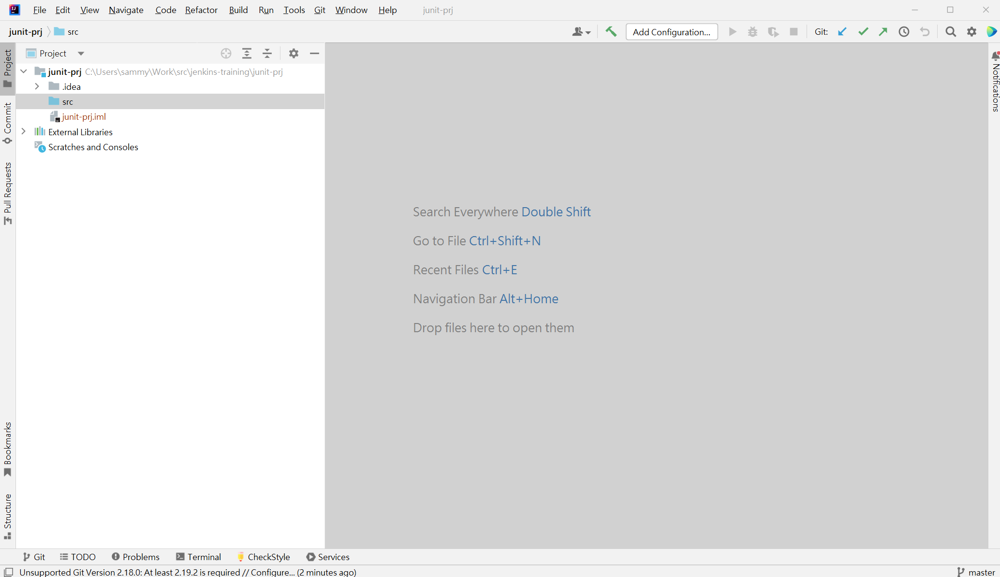 File Edit View Navigate Code Refactor Build Run Tools Git Window Help junit-prj
junit-prj src Add Configuration... Git:
Project
Project
junit-prj C:\Users\sammy\Work\src\jenkins-training\junit-prj
.idea
src
junit-prj.iml
External Libraries
Scratches and Consoles
Commit
Pull Requests
Bookmarks
Structure
Search Everywhere Double Shift
Go to File Ctrl+Shift+N
Recent Files Ctrl+E
Navigation Bar Alt+Home
Drop files here to open them
Notifications
Git TODO Problems Terminal CheckStyle Services
Unsupported Git Version 2.18.0: At least 2.19.2 is required // Configure... (2 minutes ago) master